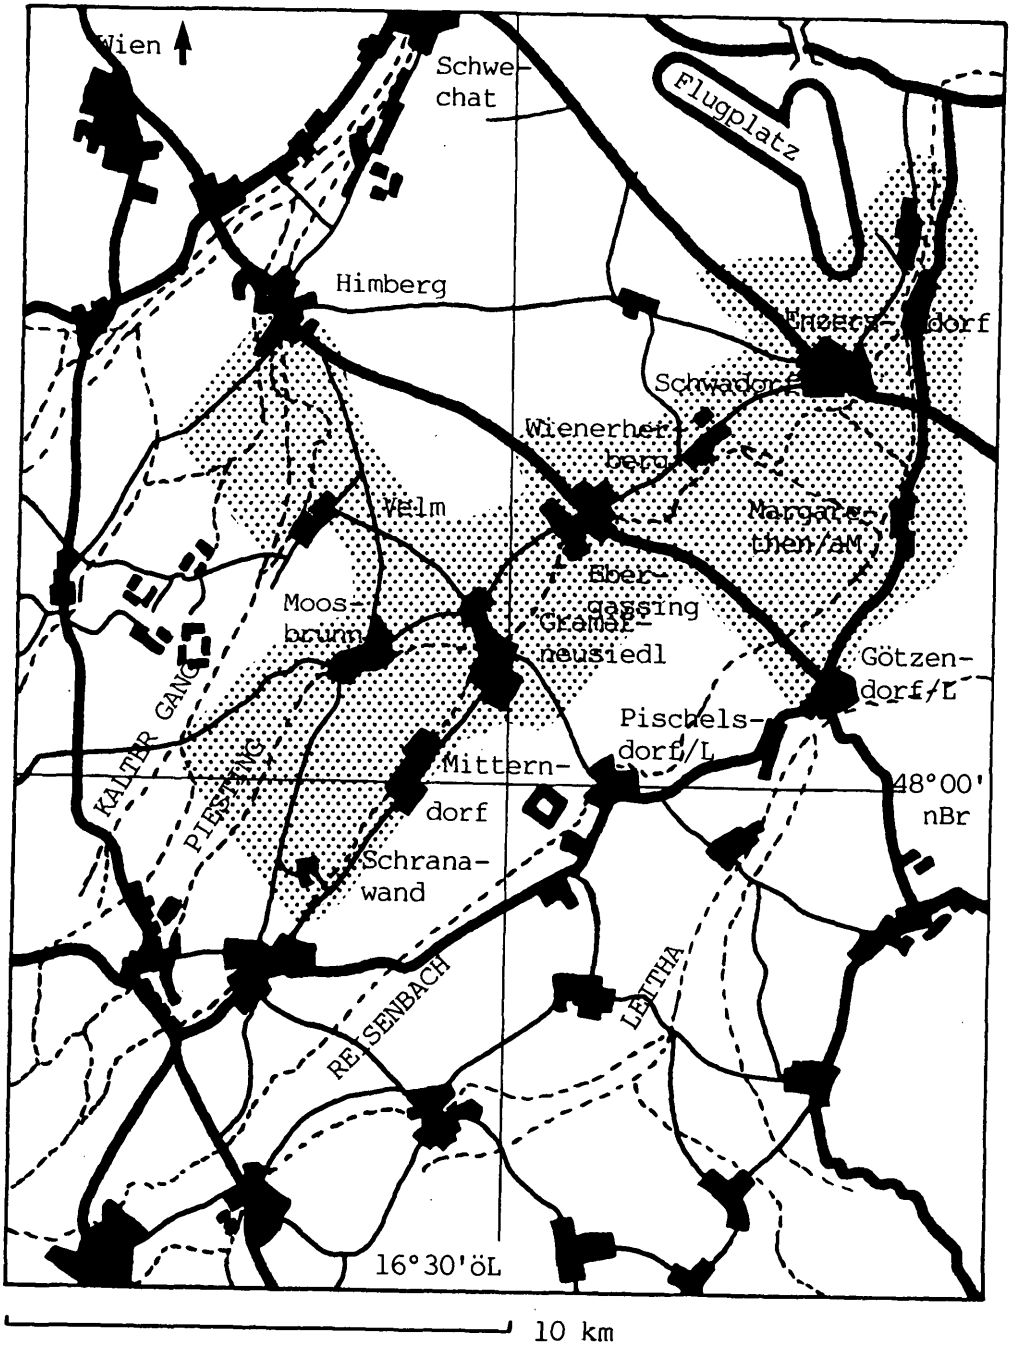 Wien
Schwe-
chat
Flugplatz
Himberg
Enzers-dorf
Schwadorf
Wienerher-
berg
Velm
Margare-
then/aM
Eber-
gassing
Moos-
brunn
Gramat-
neusiedl
Götzen-
dorf/L
Pischels-
dorf/L
KALTER GANG
PIESTING
Mittern-
dorf
48°00'
nBr
Schrana-
wand
REISENBACH
LEITHA
16°30'öL
10 km